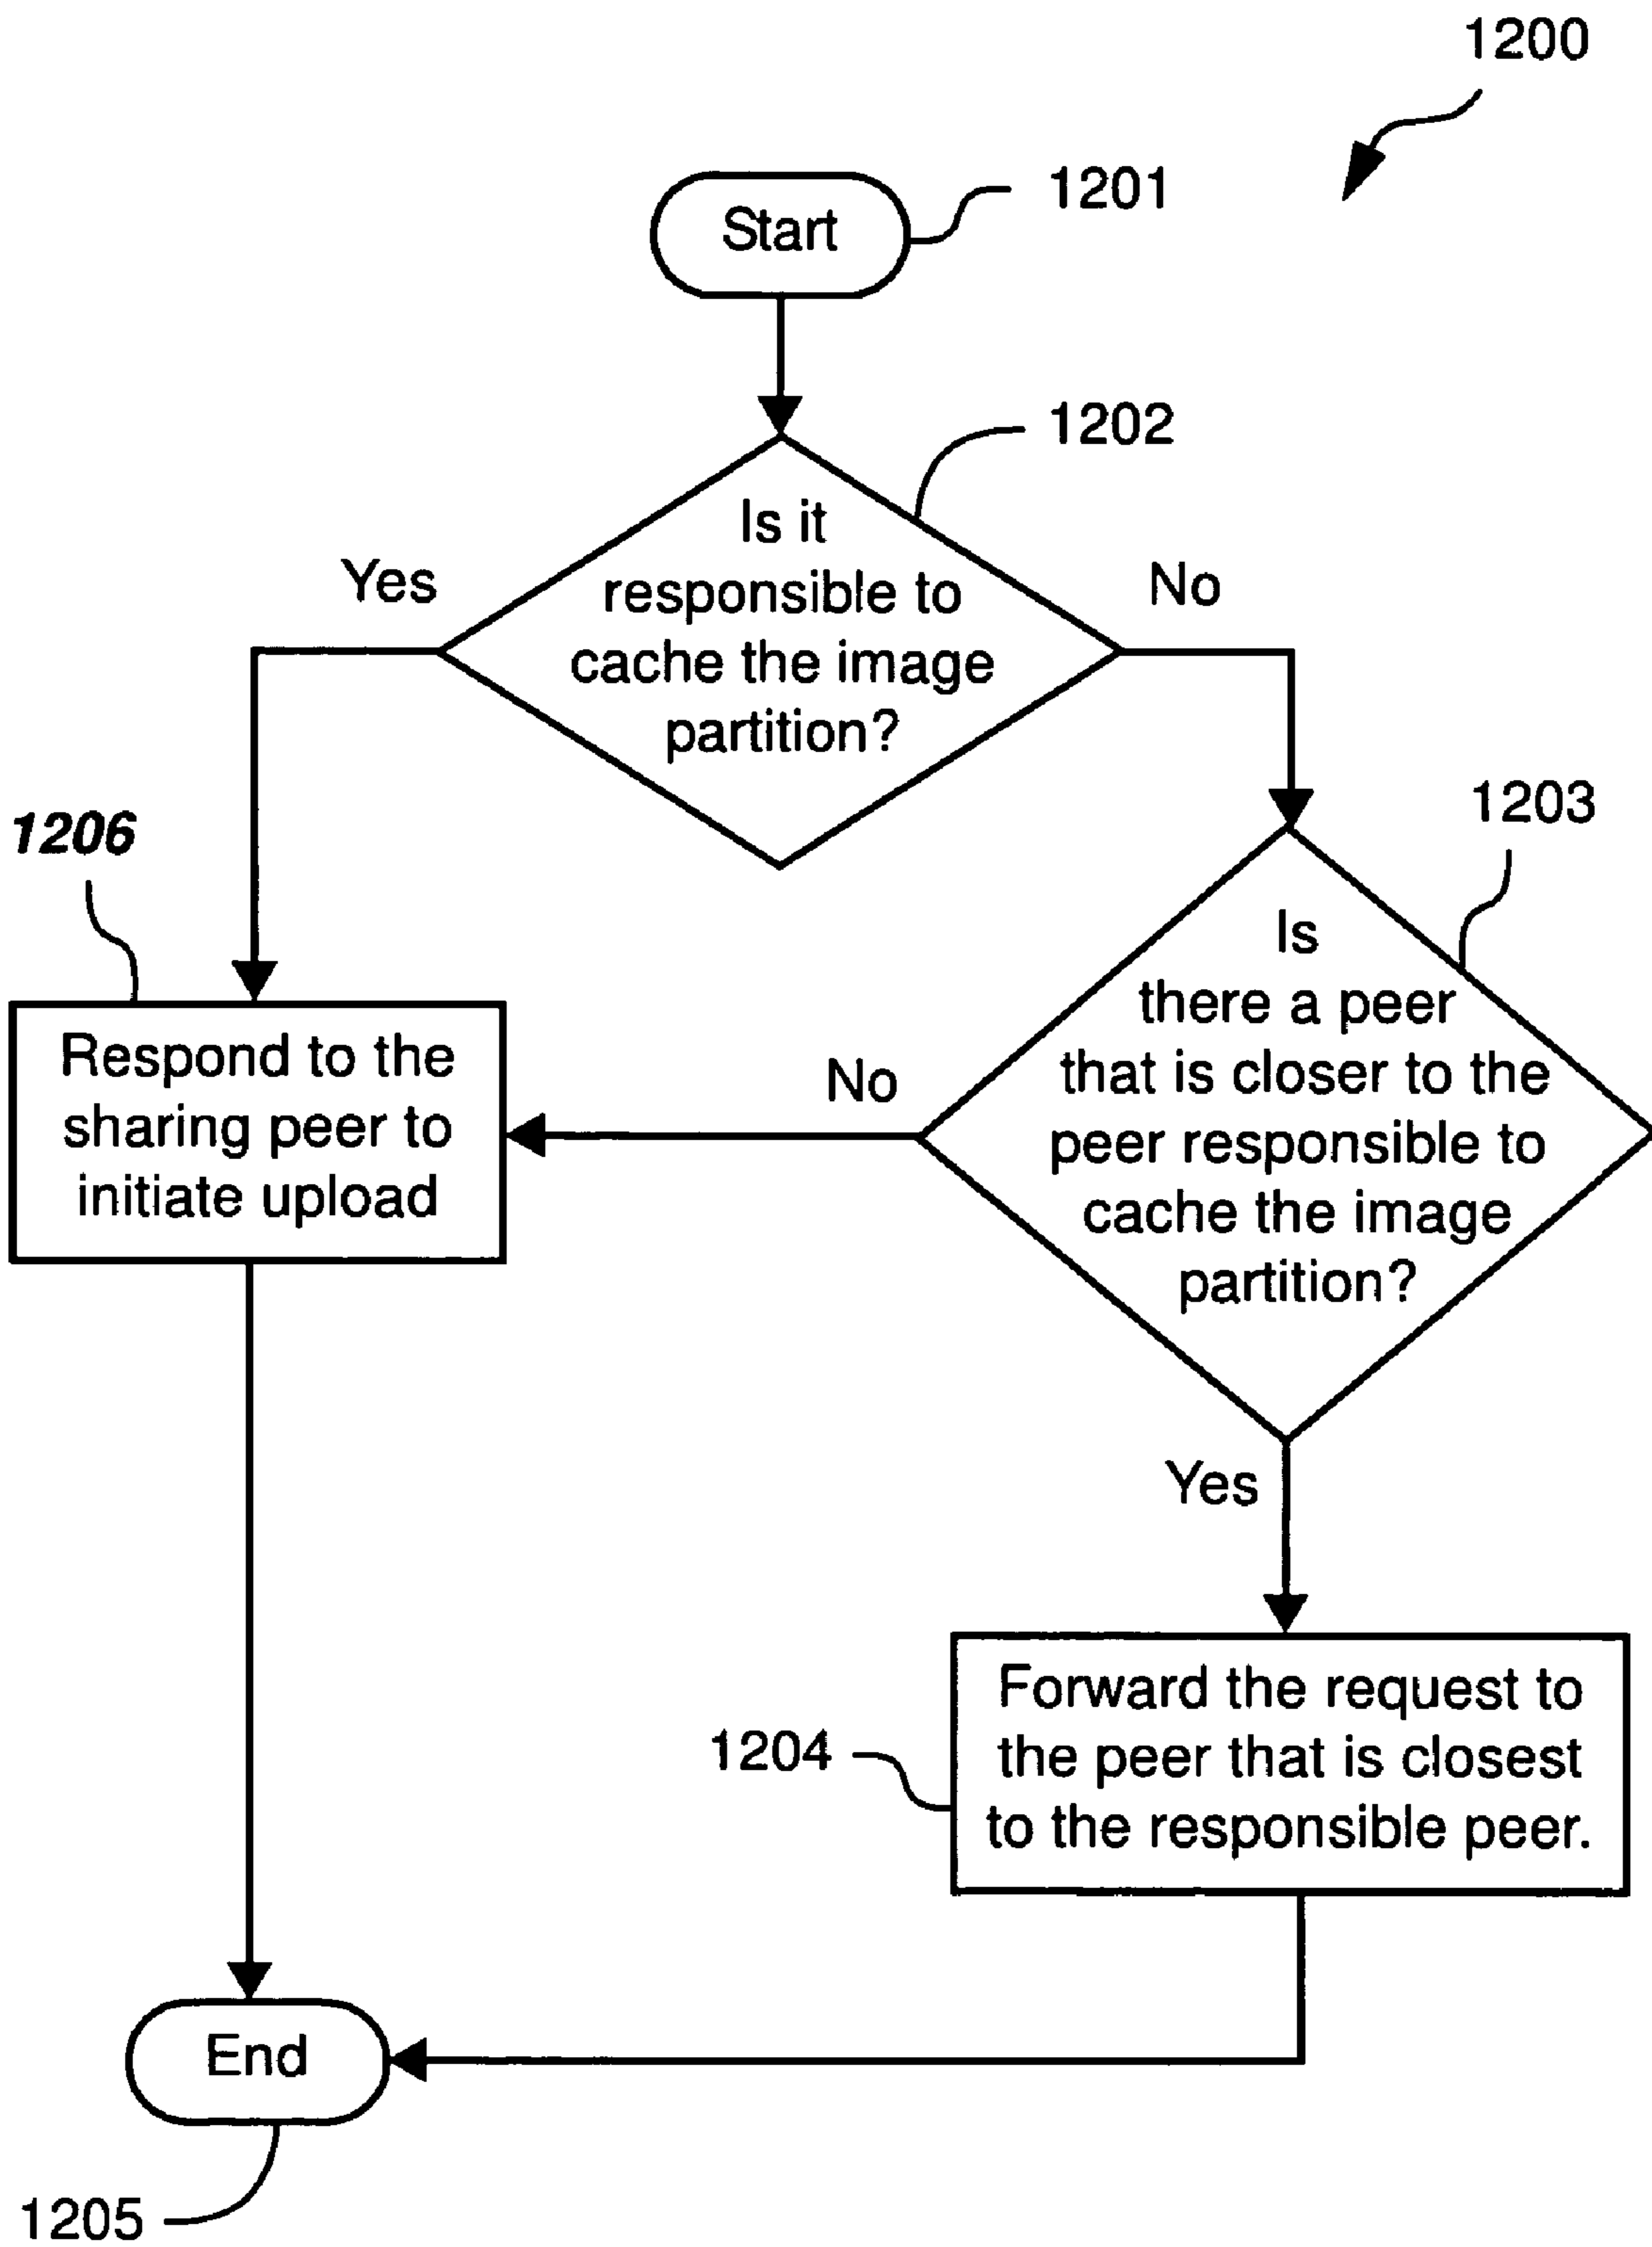 1200
Start
1201
1202
Is it
responsible to
cache the image
partition?
Yes
No
1206
1203
Respond to the
sharing peer to
initiate upload
No
Is
there a peer
that is closer to the
peer responsible to
cache the image
partition?
Yes
1204
Forward the request to
the peer that is closest
to the responsible peer.
End
1205